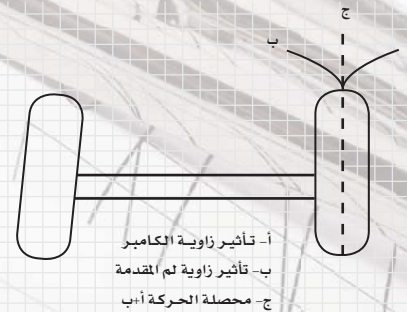 ج
ب
أ- تأثير زاوية الكامبر
ب- تأثير زاوية لم المقدمة
ج- محصلة الحركة أ+ب